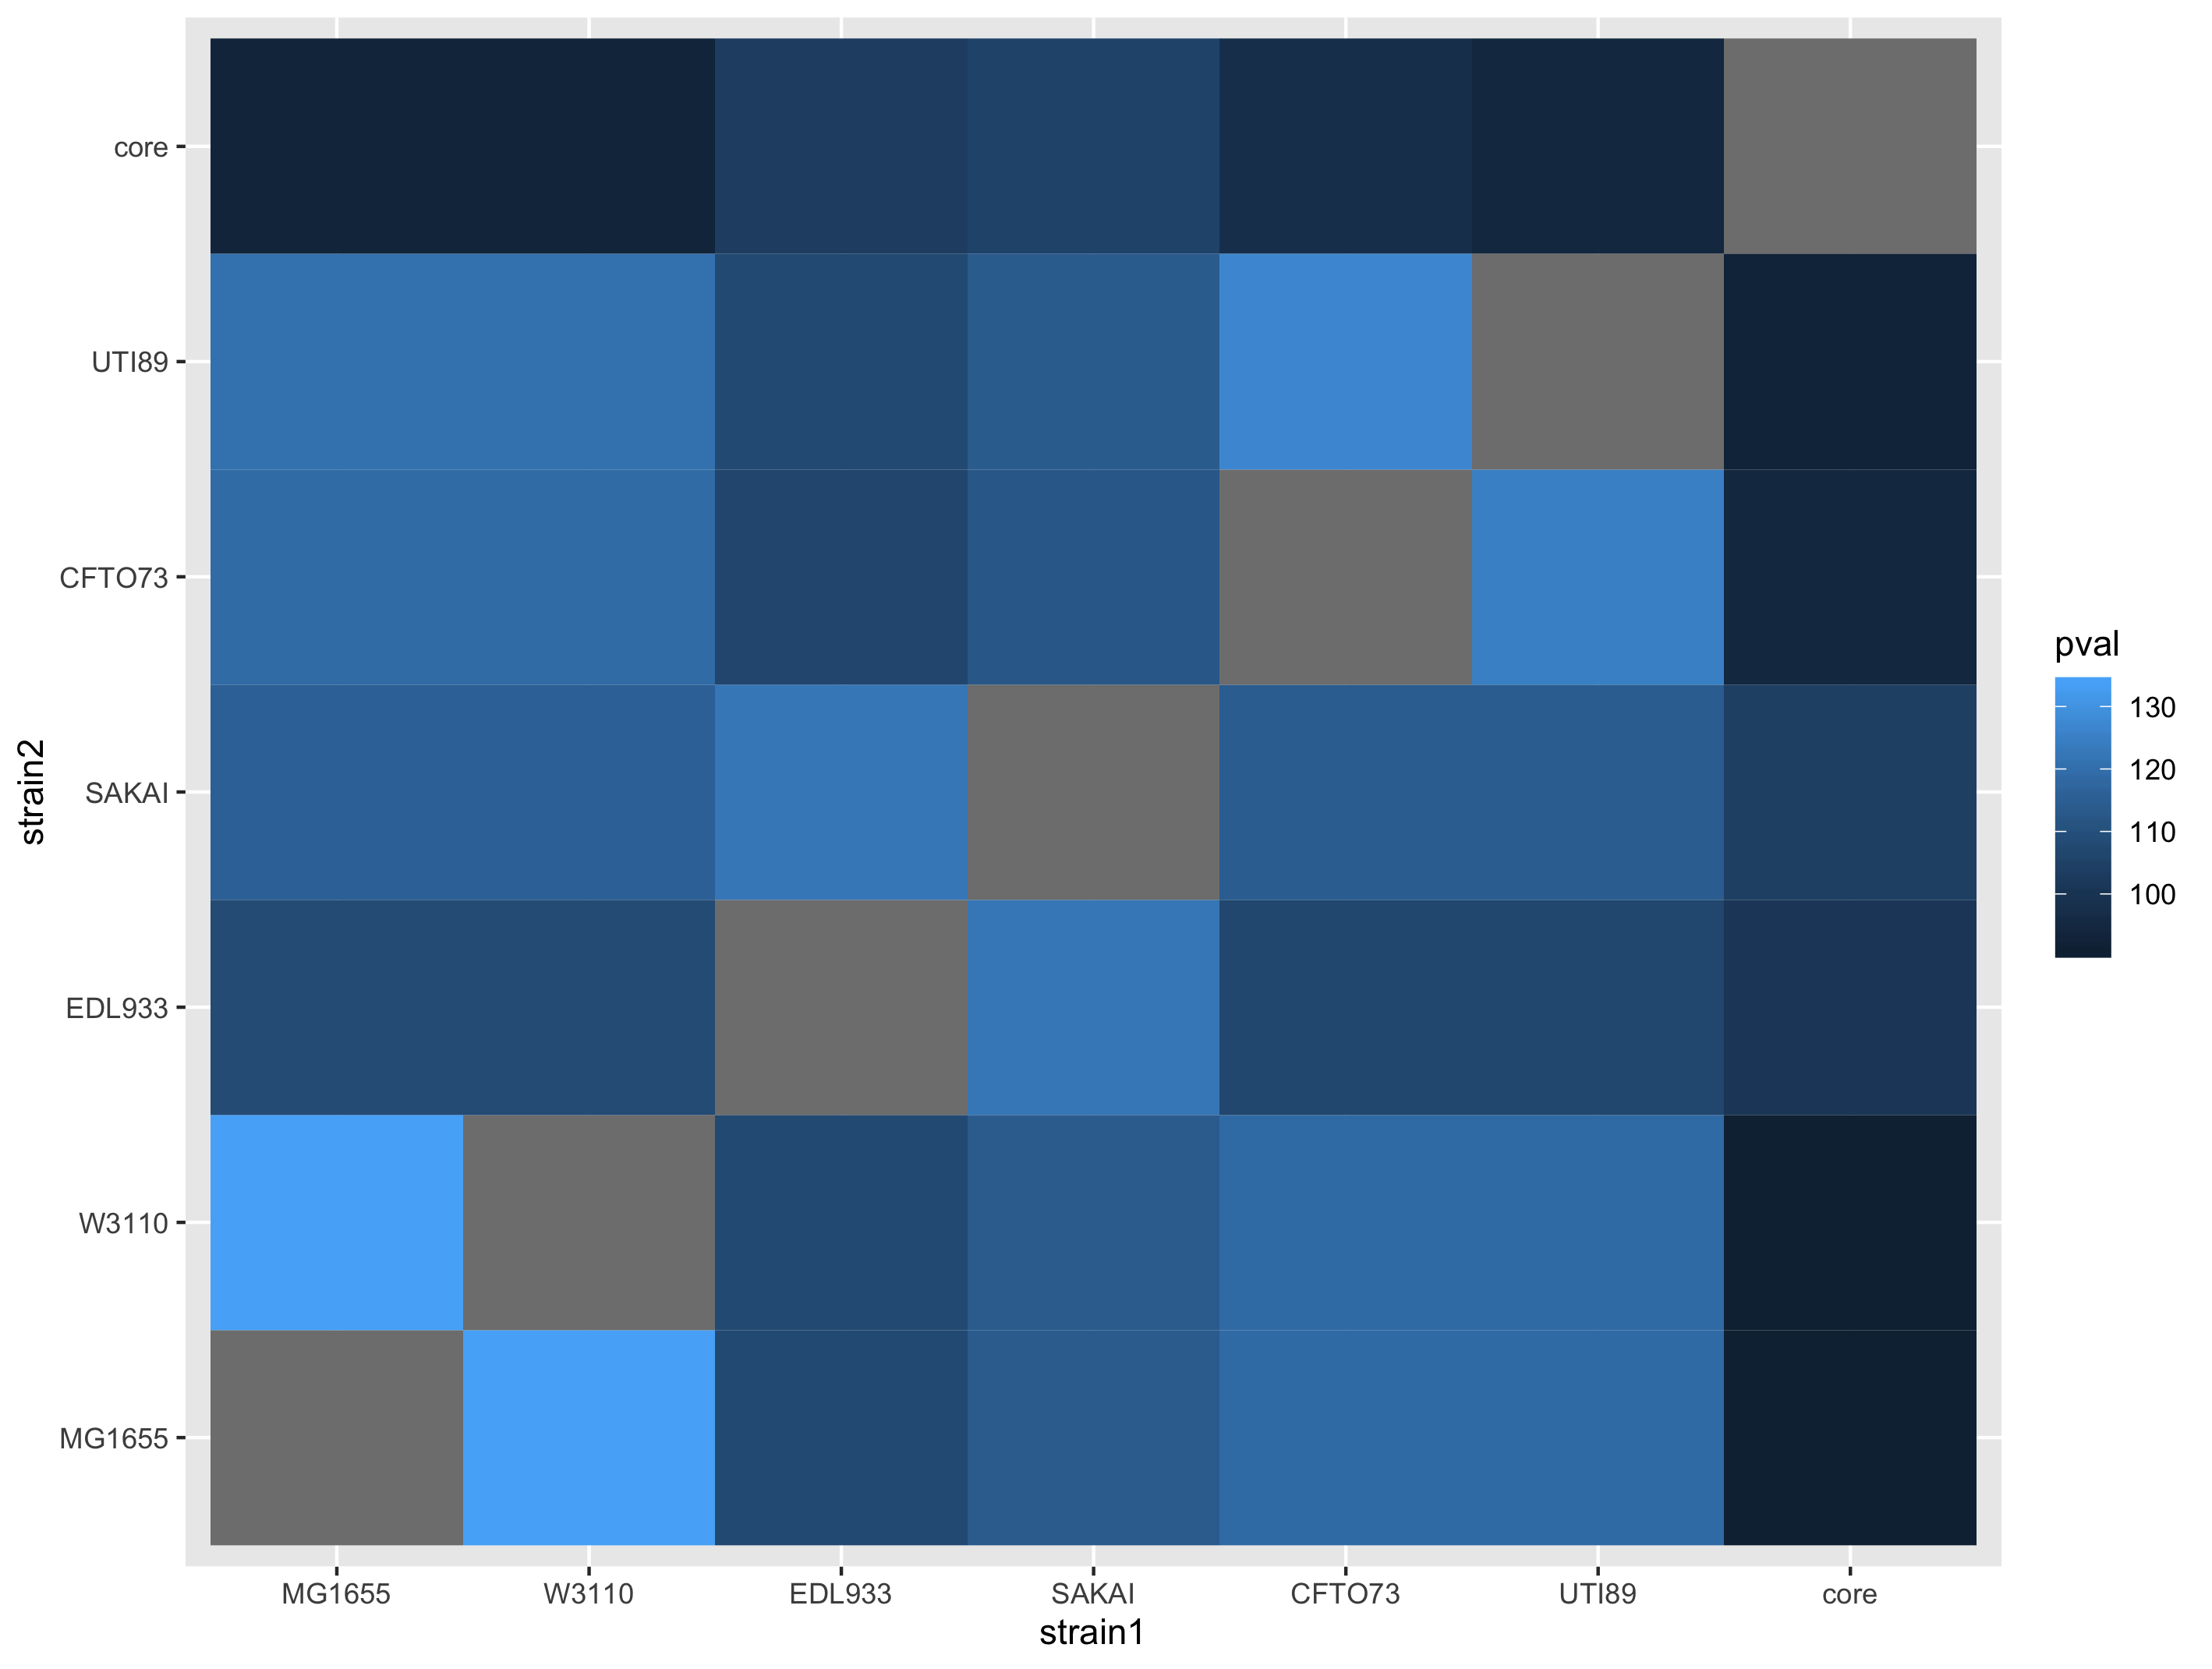 core
UTI89
CFTO73
SAKAI
EDL933
W3110
MG1655
strain2
MG1655 W3110 EDL933 SAKAI CFTO73 UTI89 core
strain1
pval
130
120
110
100